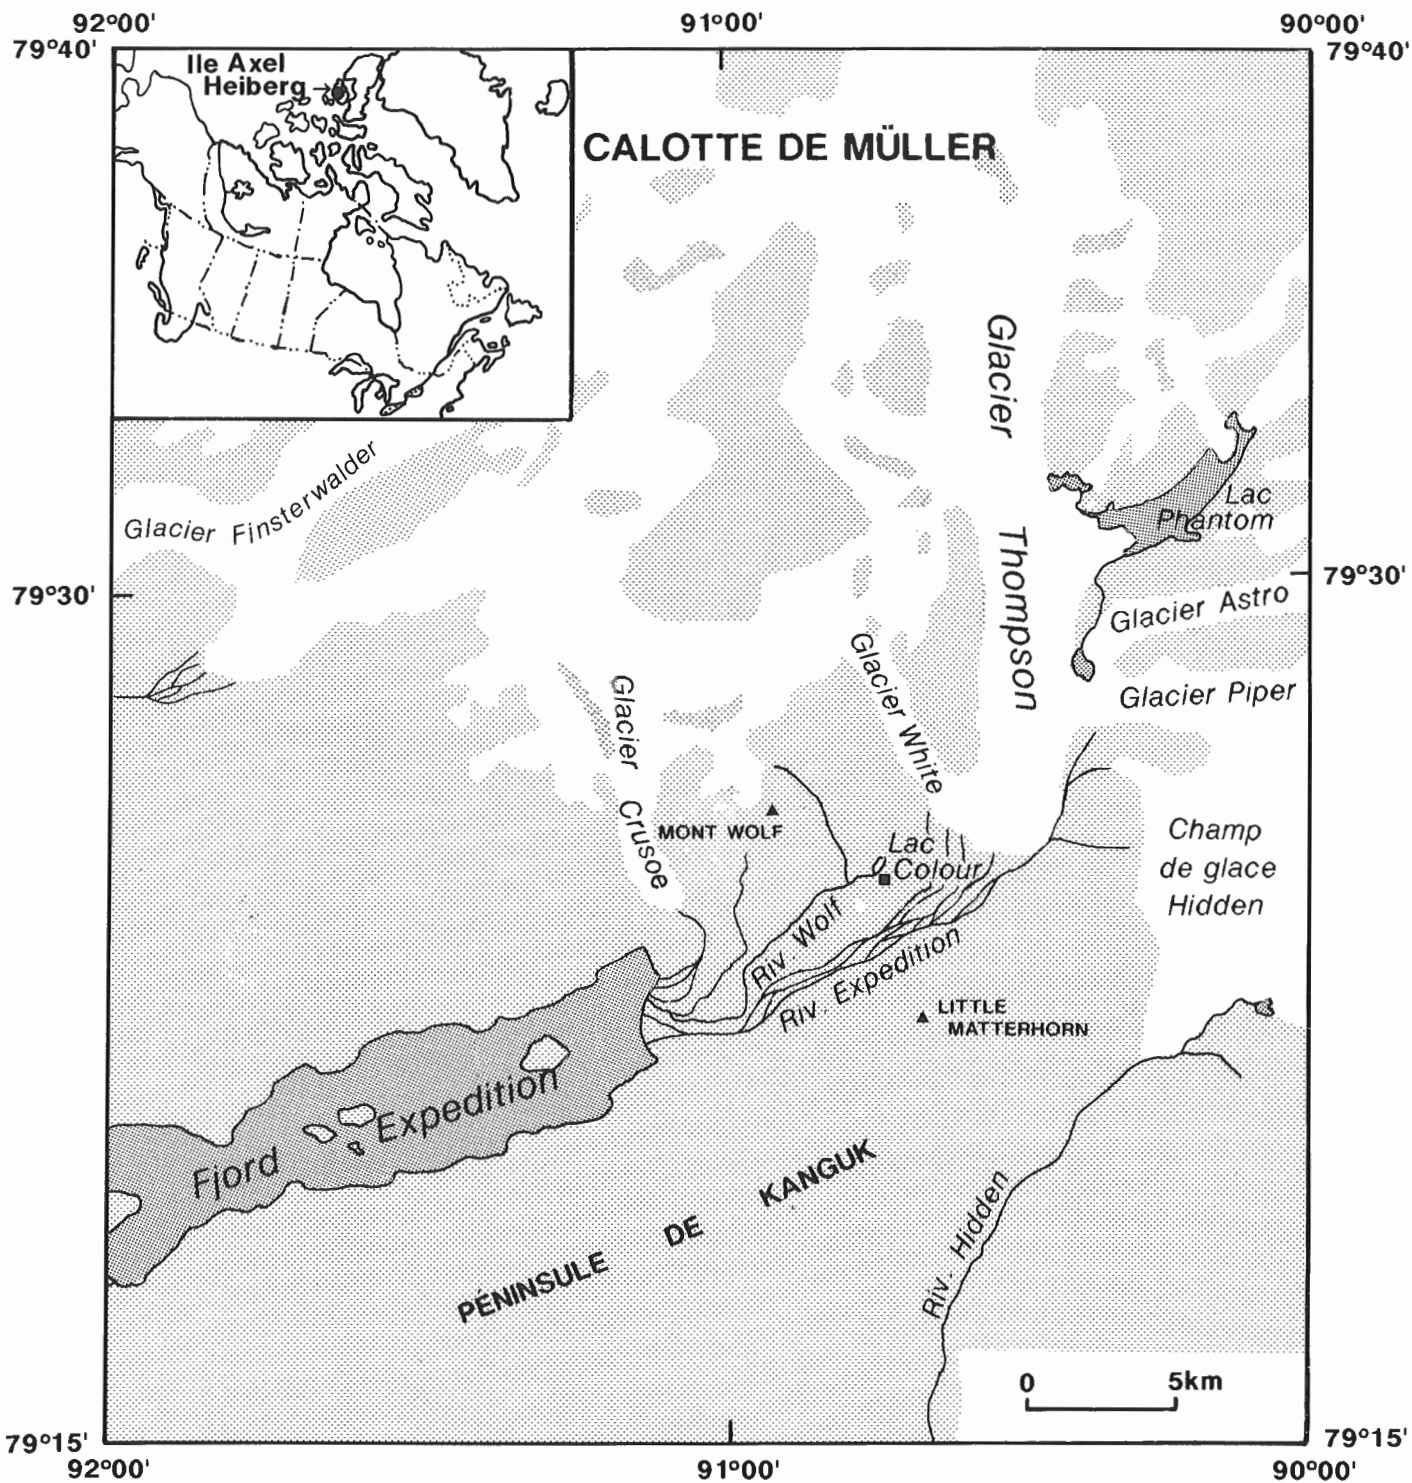 92°00'
91°00'
90°00'
79°40'
79°40'
Ile Axel
Heiberg
CALOTTE DE MÜLLER
Glacier
Thompson
Glacier Finsterwalder
Lac
Phantom
79°30'
79°30'
Glacier Astro
Glacier Piper
Glacier White
Glacier Crusoe
MONT WOLF
Lac
Colour
Champ
de glace
Hidden
Riv Wolf
Riv. Expedition
LITTLE
MATTERHORN
Fjord Expedition
PÉNINSULE DE KANGUK
Riv. Hidden
0 5km
79°15'
79°15'
92°00'
91°00'
90°00'